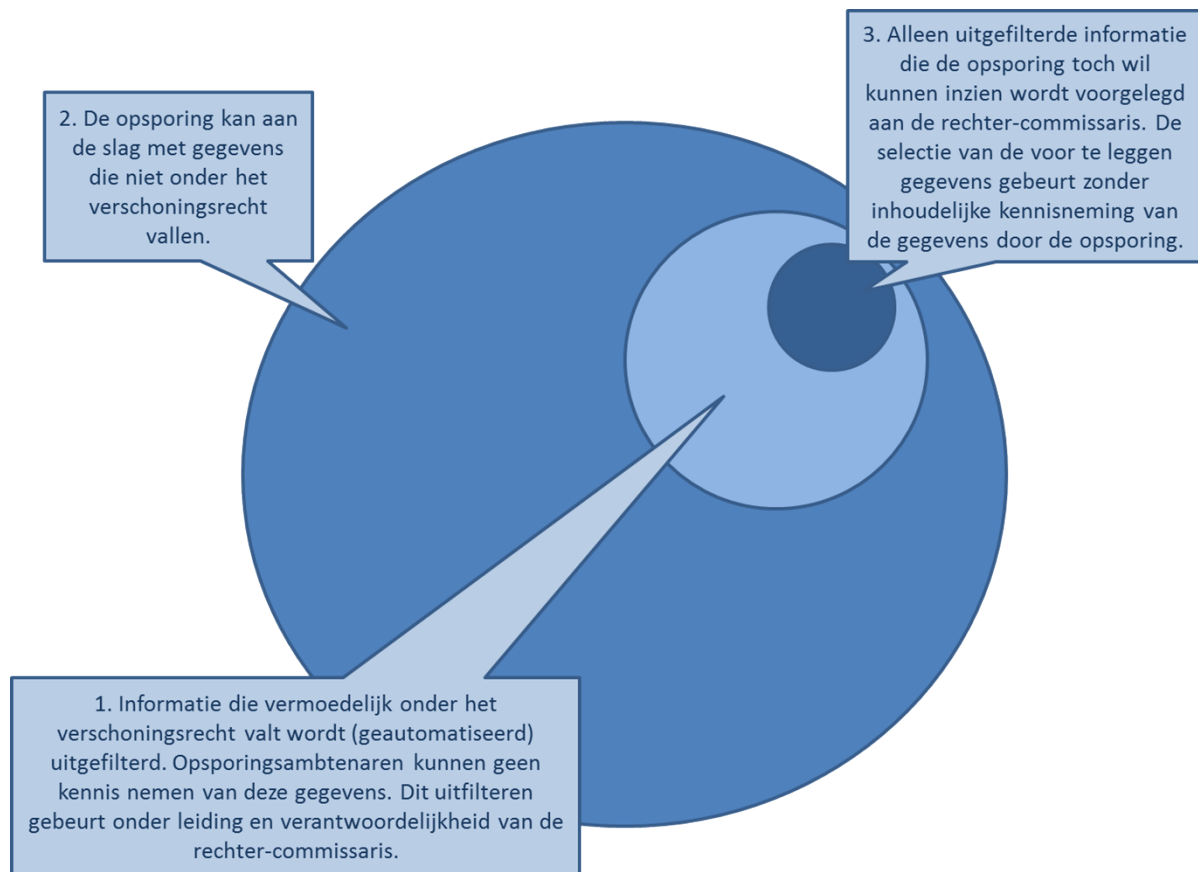 1. Informatie die vermoedelijk onder het
verschoningsrecht valt wordt (geautomatiseerd)
uitgefilterd. Opsporingsambtenaren kunnen geen
kennis nemen van deze gegevens. Dit uitfilteren
gebeurt onder leiding en verantwoordelijkheid van de
rechter-commissaris.
2. De opsporing kan aan
de slag met gegevens
die niet onder het
verschoningsrecht
vallen.
3. Alleen uitgefilterde informatie
die de opsporing toch wil
kunnen inzien wordt voorgelegd
aan de rechter-commissaris. De
selectie van de voor te leggen
gegevens gebeurt zonder
inhoudelijke kennisneming van
de gegevens door de opsporing.